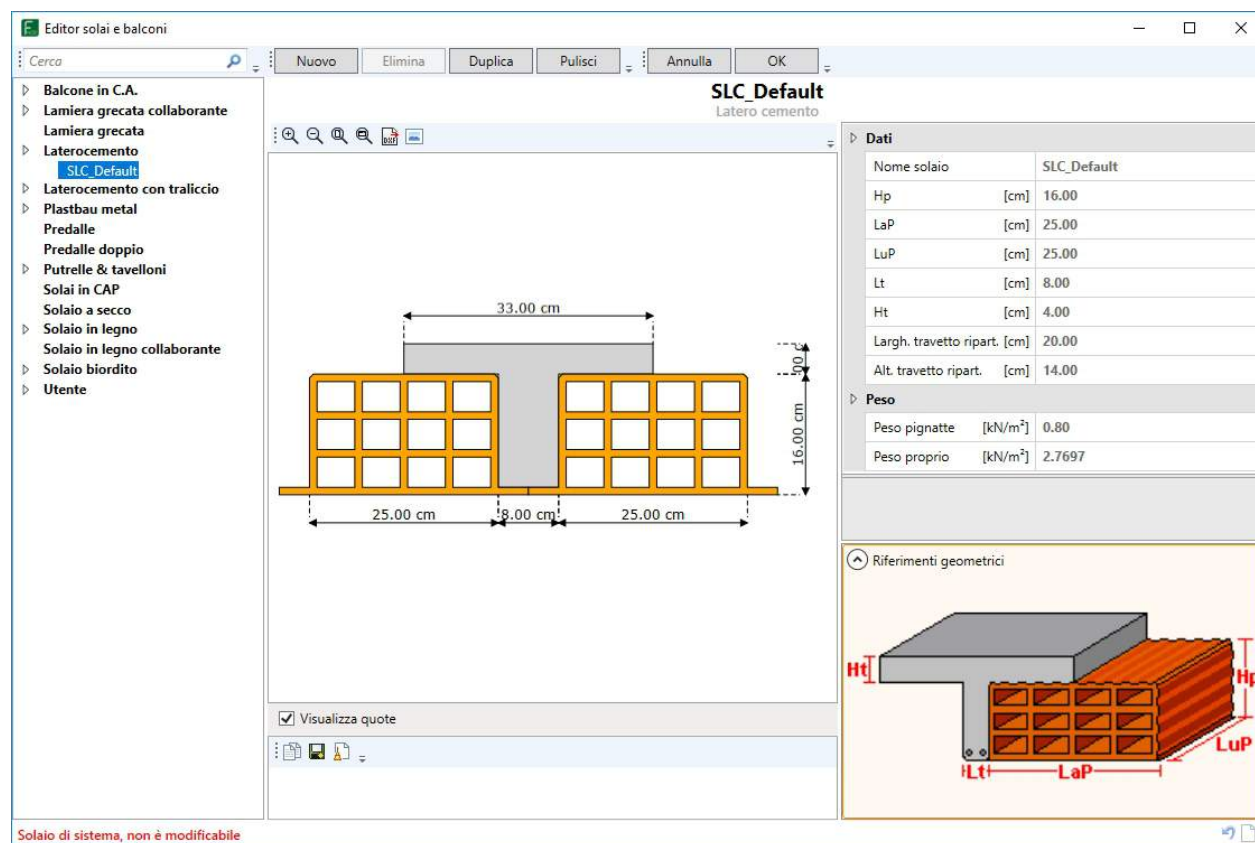 Editor solai e balconi
Cerca
Nuovo Elimina Duplica Pulisci Annulla OK
Balcone in C.A.
Lamiera grecata collaborante
Lamiera grecata
Laterocemento
SLC_Default
Laterocemento con traliccio
Plastbau metal
Predalle
Predalle doppio
Putrelle & tavelloni
Solai in CAP
Solaio a secco
Solaio in legno
Solaio in legno collaborante
Solaio biordito
Utente
SLC_Default
Latero cemento
DXF
33.00 cm
16.00 cm
25.00 cm 8.00 cm 25.00 cm
Visualizza quote
Dati
Nome solaio SLC_Default
Hp [cm] 16.00
LaP [cm] 25.00
LuP [cm] 25.00
Lt [cm] 8.00
Ht [cm] 4.00
Largh. travetto ripart. [cm] 20.00
Alt. travetto ripart. [cm] 14.00
Peso
Peso pignatte [kN/m²] 0.80
Peso proprio [kN/m²] 2.7697
Riferimenti geometrici
Ht
Hp
LuP
Lt LaP
Solaio di sistema, non è modificabile